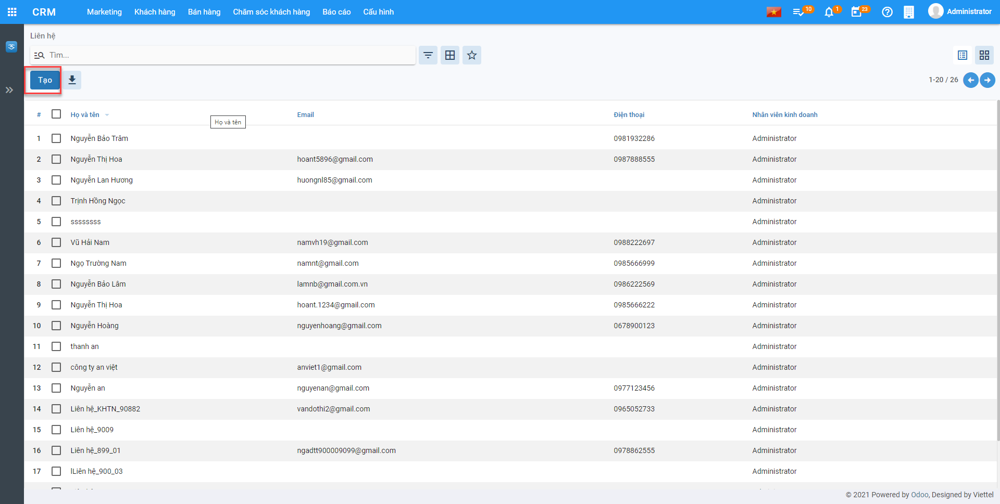 CRM Marketing Khách hàng Bán hàng Chăm sóc khách hàng Báo cáo Cấu hình 10 1 23 Administrator
Liên hệ
Tìm...
Tạo 1-20 / 26
# Họ và tên Email Điện thoại Nhân viên kinh doanh
Họ và tên
1 Nguyễn Bảo Trâm 0981932286 Administrator
2 Nguyễn Thị Hoa hoant5896@gmail.com 0987888555 Administrator
3 Nguyễn Lan Hương huongnl85@gmail.com Administrator
4 Trịnh Hồng Ngọc Administrator
5 ssssssss Administrator
6 Vũ Hải Nam namvh19@gmail.com 0988222697 Administrator
7 Ngọ Trường Nam namnt@gmail.com 0985666999 Administrator
8 Nguyễn Bảo Lâm lamnb@gmail.com.vn 0986222569 Administrator
9 Nguyễn Thị Hoa hoant.1234@gmail.com 0985666222 Administrator
10 Nguyễn Hoàng nguyenhoang@gmail.com 0678900123 Administrator
11 thanh an Administrator
12 công ty an việt anviet1@gmail.com Administrator
13 Nguyễn an nguyenan@gmail.com 0977123456 Administrator
14 Liên hệ_KHTN_90882 vandothi2@gmail.com 0965052733 Administrator
15 Liên hệ_9009 Administrator
16 Liên hệ_899_01 ngadtt900009099@gmail.com 0978862555 Administrator
17 lLiên hệ_900_03 Administrator
© 2021 Powered by Odoo, Designed by Viettel